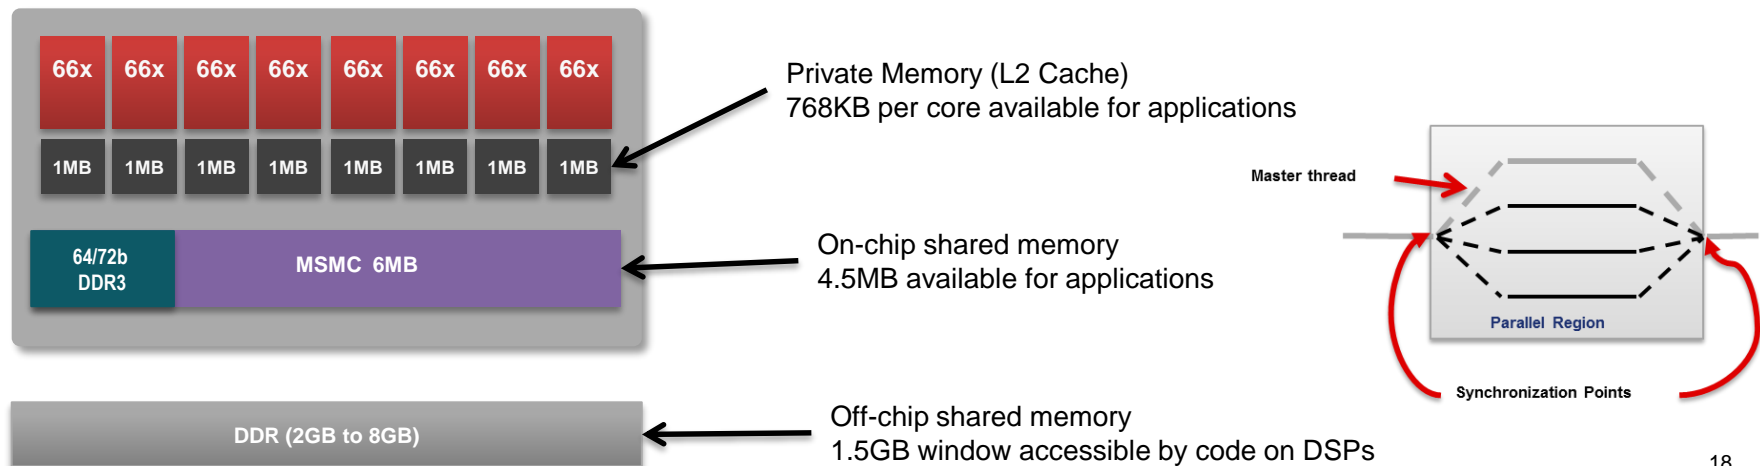 66x 66x 66x 66x 66x 66x 66x 66x
1MB 1MB 1MB 1MB 1MB 1MB 1MB 1MB
64/72b
DDR3
MSMC 6MB
DDR (2GB to 8GB)
Private Memory (L2 Cache)
768KB per core available for applications
On-chip shared memory
4.5MB available for applications
Off-chip shared memory
1.5GB window accessible by code on DSPs
Master thread
Parallel Region
Synchronization Points
18